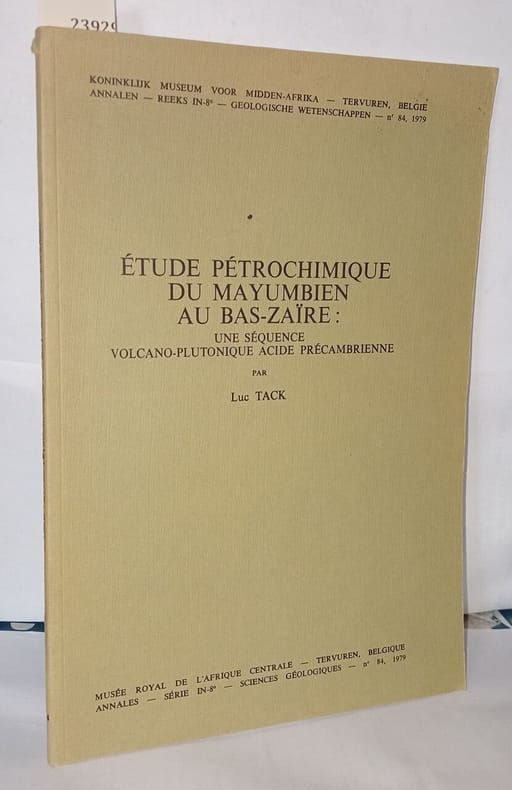 23929
KONINKLIJK MUSEUM VOOR MIDDEN-AFRIKA — TERVUREN, BELGIË
ANNALEN — REEKS IN-8° — GEOLOGISCHE WETENSCHAPPEN — nr 84, 1979
ÉTUDE PÉTROCHIMIQUE
DU MAYUMBIEN
AU BAS-ZAÏRE :
UNE SÉQUENCE
VOLCANO-PLUTONIQUE ACIDE PRÉCAMBRIENNE
PAR
Luc TACK
MUSÉE ROYAL DE L'AFRIQUE CENTRALE — TERVUREN, BELGIQUE
ANNALES — SÉRIE IN-8° — SCIENCES GÉOLOGIQUES — n° 84, 1979